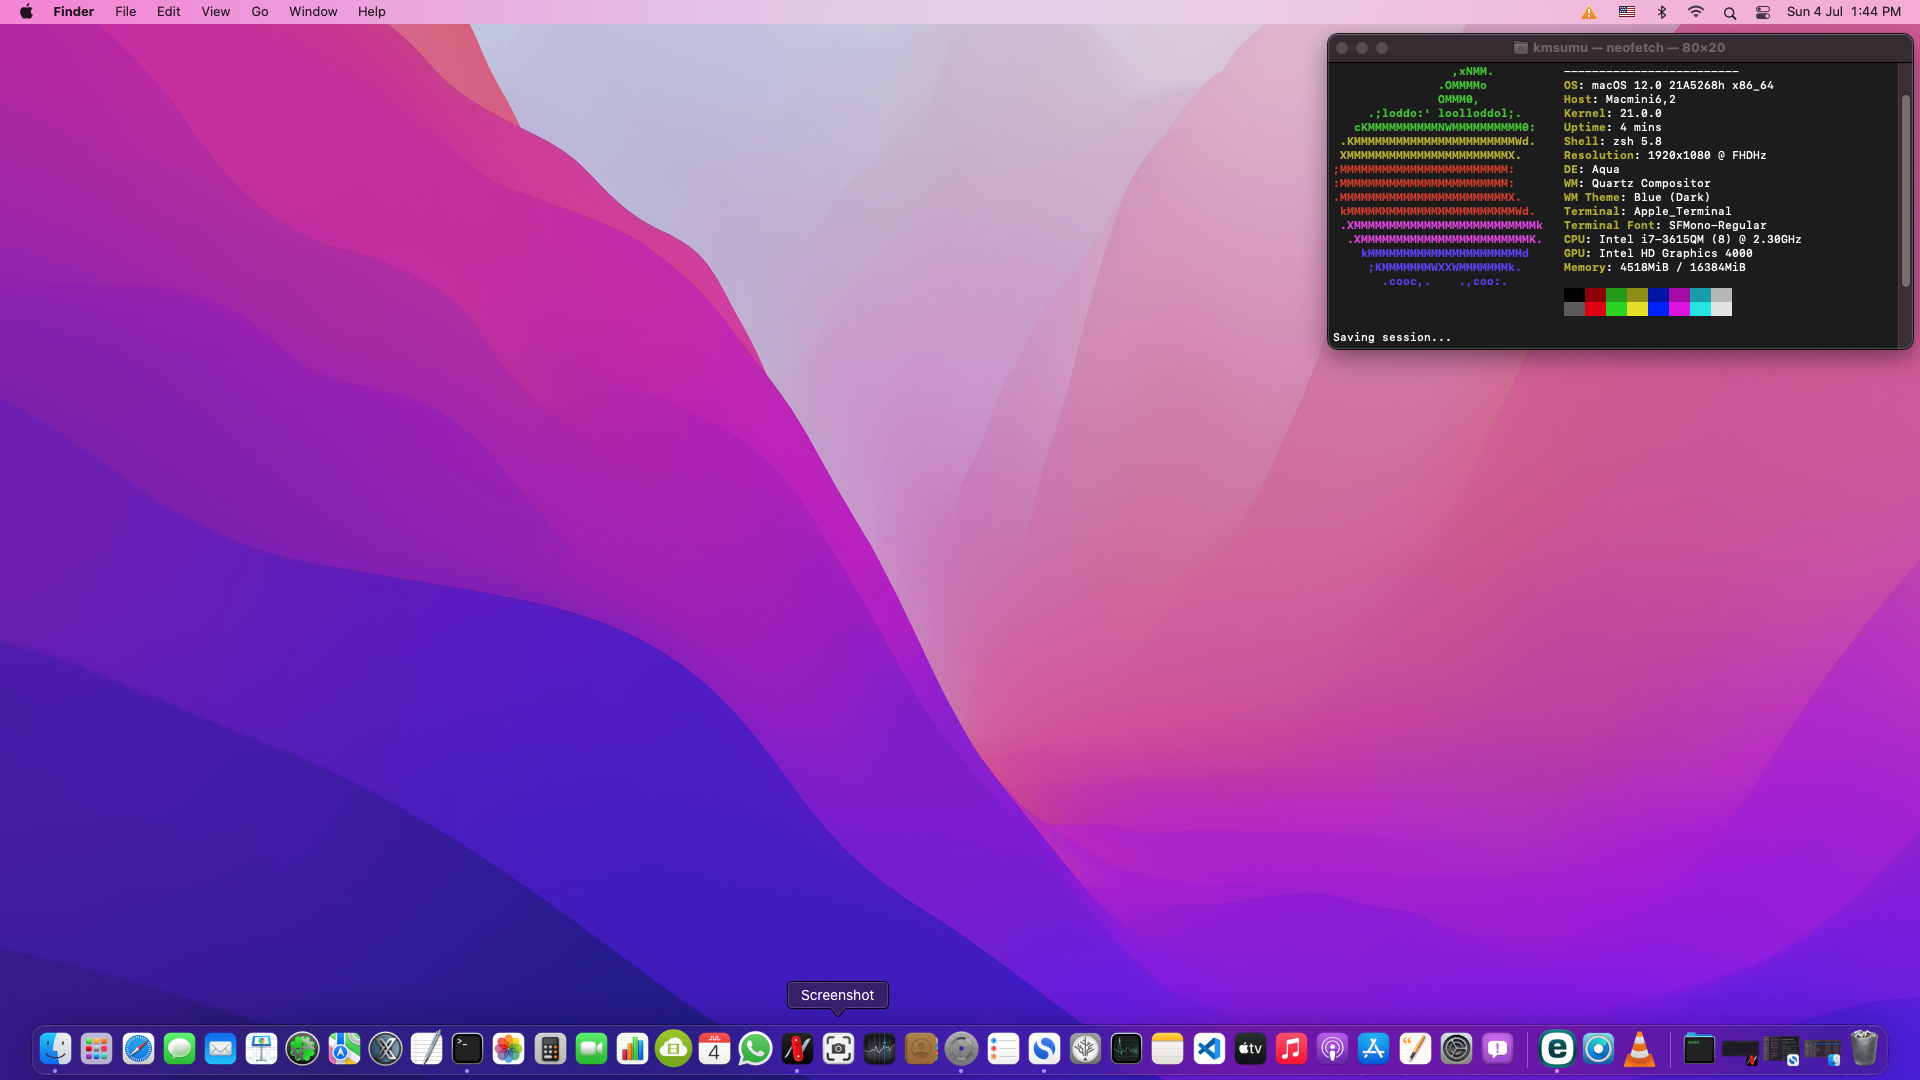 Finder File Edit View Go Window Help Sun 4 Jul 1:44 PM
kmsumu — neofetch — 80×20
,xNMM. -------------------------
.OMMMMo OS: macOS 12.0 21A5268h x86_64
OMMM0, Host: Macmini6,2
.;loddo:' loolloddol;. Kernel: 21.0.0
cKMMMMMMMMMMNWMMMMMMMMMM0: Uptime: 4 mins
.KMMMMMMMMMMMMMMMMMMMMMMMWd. Shell: zsh 5.8
XMMMMMMMMMMMMMMMMMMMMMMMX. Resolution: 1920x1080 @ FHDHz
;MMMMMMMMMMMMMMMMMMMMMMMM: DE: Aqua
:MMMMMMMMMMMMMMMMMMMMMMMM: WM: Quartz Compositor
.MMMMMMMMMMMMMMMMMMMMMMMMX. WM Theme: Blue (Dark)
kMMMMMMMMMMMMMMMMMMMMMMMMWd. Terminal: Apple_Terminal
.XMMMMMMMMMMMMMMMMMMMMMMMMMMk Terminal Font: SFMono-Regular
.XMMMMMMMMMMMMMMMMMMMMMMMMK. CPU: Intel i7-3615QM (8) @ 2.30GHz
kMMMMMMMMMMMMMMMMMMMMMMd GPU: Intel HD Graphics 4000
;KMMMMMMMWXXWMMMMMMMk. Memory: 4518MiB / 16384MiB
.cooc,. .,coo:.
Saving session...
Screenshot
JUL
4
tv
exec